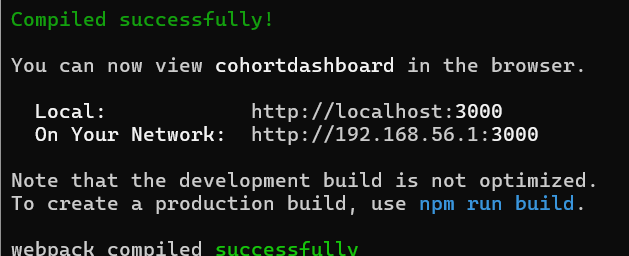 Compiled successfully!
You can now view cohortdashboard in the browser.
Local: http://localhost:3000
On Your Network: http://192.168.56.1:3000
Note that the development build is not optimized.
To create a production build, use npm run build.
webpack compiled successfully